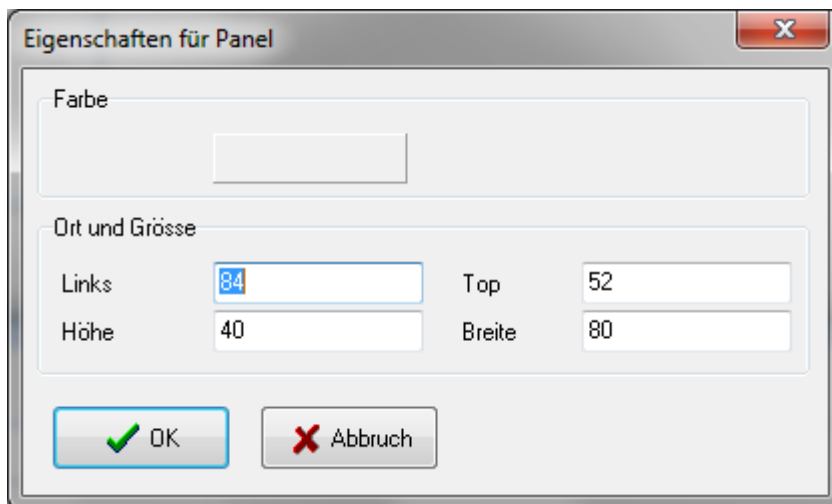 Eigenschaften für Panel
Farbe
Ort und Grösse
Links 84 Top 52
Höhe 40 Breite 80
OK Abbruch